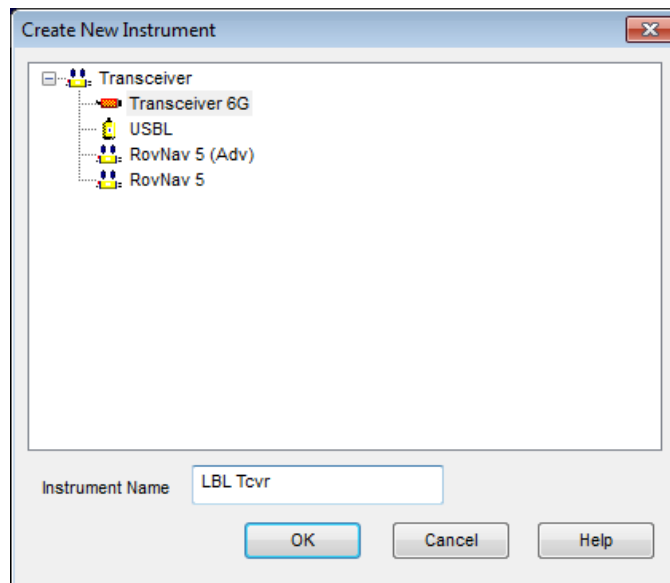 Create New Instrument
Transceiver
Transceiver 6G
USBL
RovNav 5 (Adv)
RovNav 5
Instrument Name LBL Tcvr
OK Cancel Help